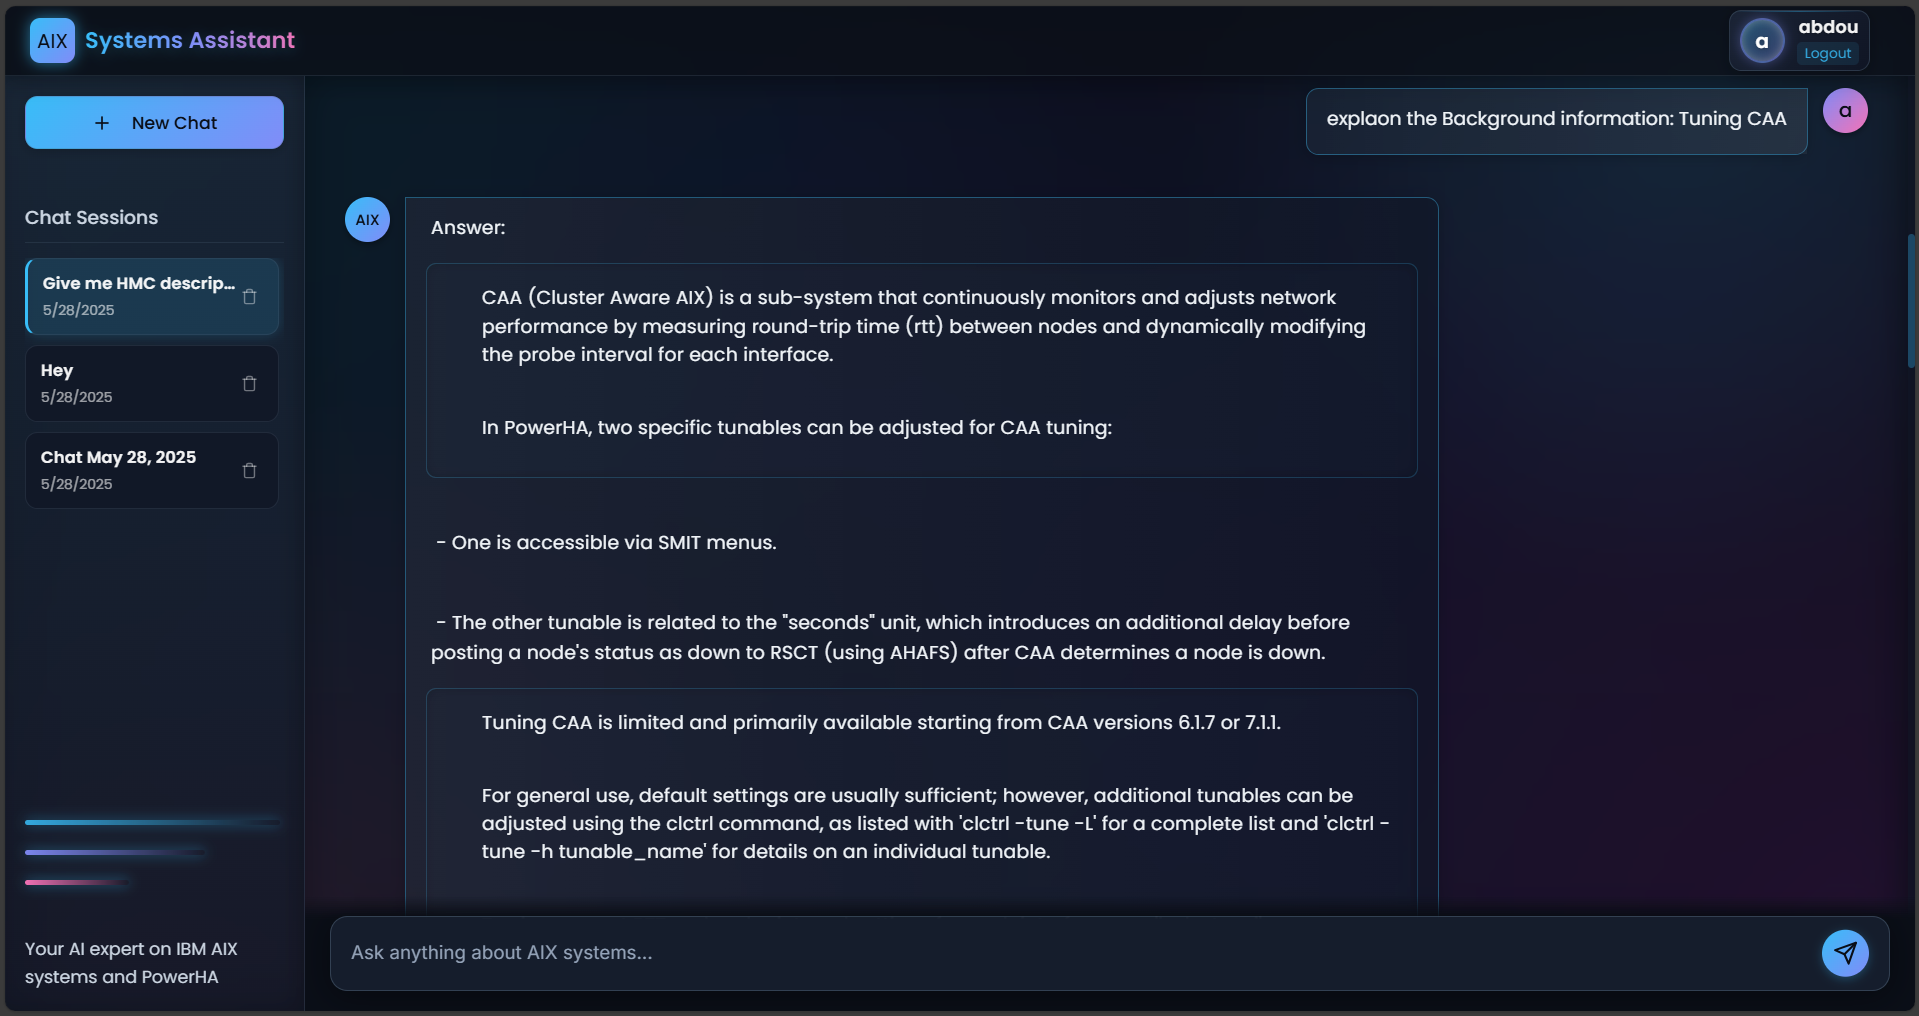 AIX Systems Assistant
a abdou
Logout
+ New Chat
Chat Sessions
Give me HMC descrip...
5/28/2025
Hey
5/28/2025
Chat May 28, 2025
5/28/2025
Your AI expert on IBM AIX
systems and PowerHA
explaon the Background information: Tuning CAA
a
AIX
Answer:
CAA (Cluster Aware AIX) is a sub-system that continuously monitors and adjusts network
performance by measuring round-trip time (rtt) between nodes and dynamically modifying
the probe interval for each interface.
In PowerHA, two specific tunables can be adjusted for CAA tuning:
- One is accessible via SMIT menus.
- The other tunable is related to the "seconds" unit, which introduces an additional delay before
posting a node's status as down to RSCT (using AHAFS) after CAA determines a node is down.
Tuning CAA is limited and primarily available starting from CAA versions 6.1.7 or 7.1.1.
For general use, default settings are usually sufficient; however, additional tunables can be
adjusted using the clctrl command, as listed with 'clctrl -tune -L' for a complete list and 'clctrl -
tune -h tunable_name' for details on an individual tunable.
Ask anything about AIX systems...